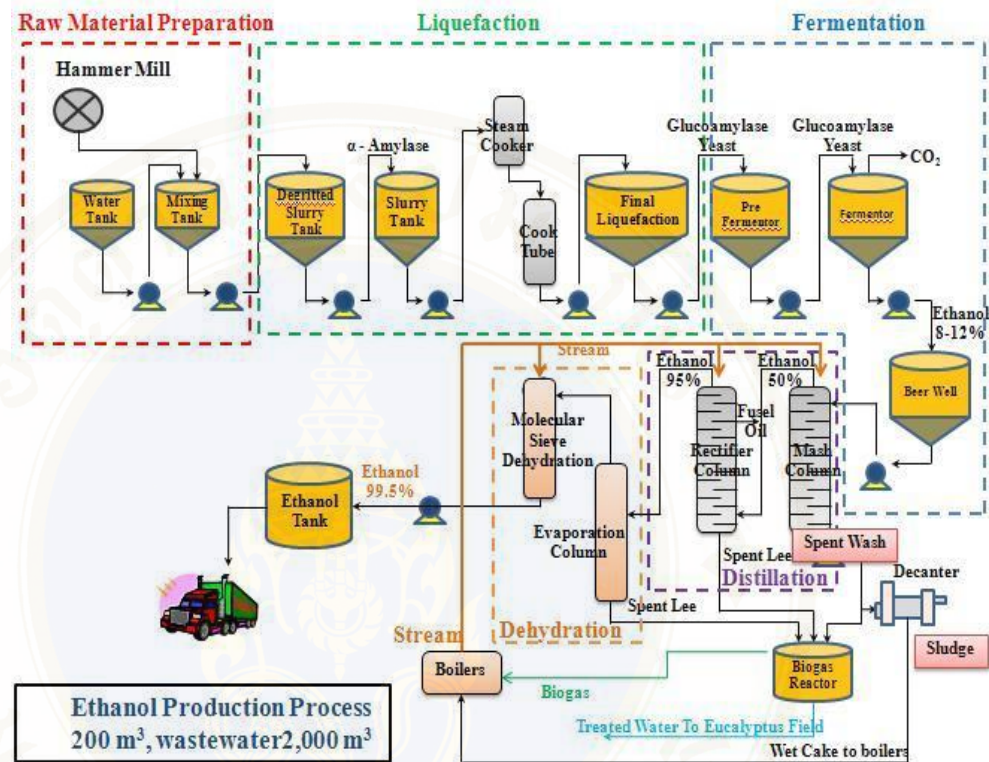 Raw Material Preparation
Liquefaction
Fermentation
Hammer Mill
Water
Tank
Mixing
Tank
Degritted
Slurry
Tank
α - Amylase
Slurry
Tank
Steam
Cooker
Cook
Tube
Final
Liquefaction
Glucoamylase
Yeast
Pre
Fermentor
Glucoamylase
Yeast
Fermentor
CO2
Ethanol
8-12%
Beer Well
Stream
Ethanol
95%
Ethanol
50%
Fusel
Oil
Rectifier
Column
Mash
Column
Molecular
Sieve
Dehydration
Evaporation
Column
Ethanol
99.5%
Ethanol
Tank
Spent Lee
Spent Wash
Distillation
Decanter
Spent Lee
Dehydration
Stream
Boilers
Biogas
Biogas
Reactor
Sludge
Treated Water To Eucalyptus Field
Wet Cake to boilers
Ethanol Production Process
200 m³, wastewater2,000 m³